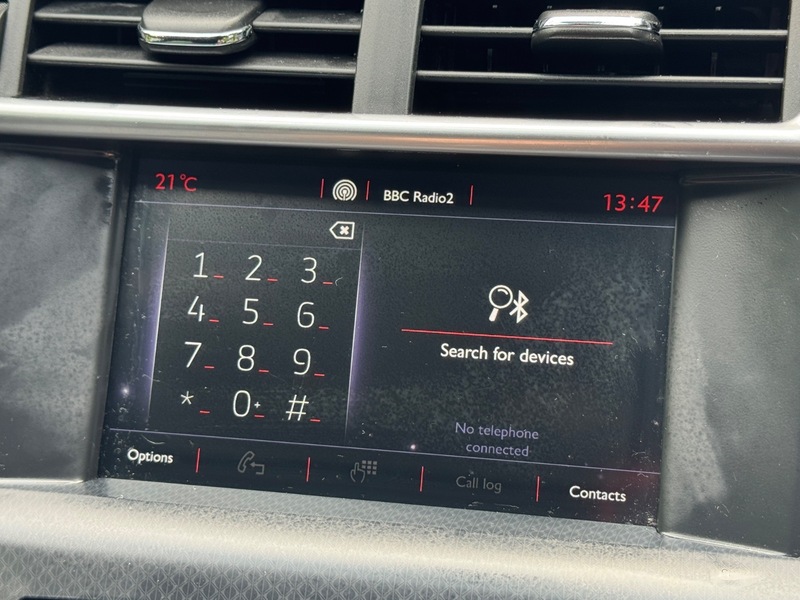 21°C
BBC Radio2
13:47
1 2 3
4 5 6
7 8 9
* 0+ #
Search for devices
No telephone
connected
Options
Call log
Contacts